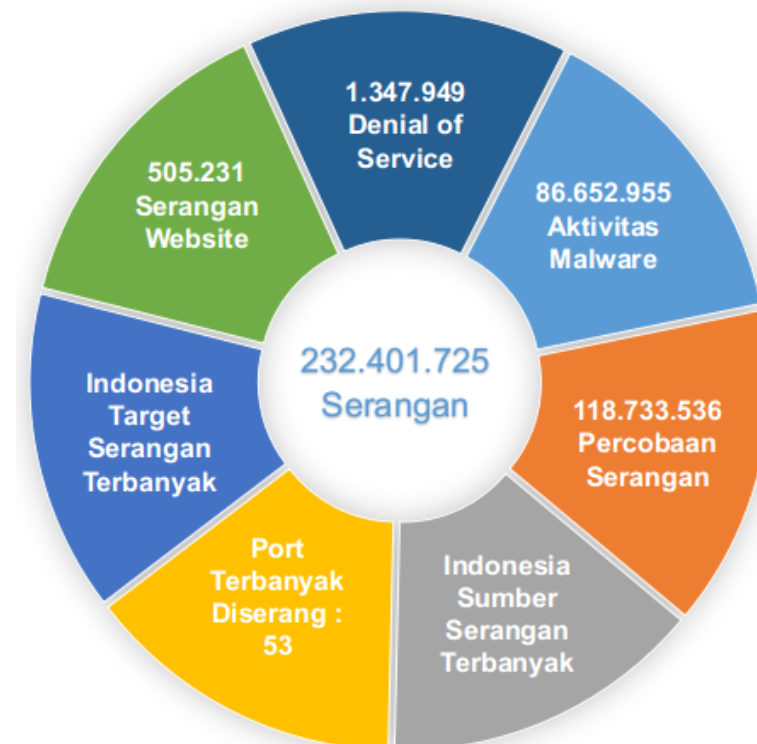 1.347.949
Denial of
Service
86.652.955
Aktivitas
Malware
118.733.536
Percobaan
Serangan
Indonesia
Sumber
Serangan
Terbanyak
Port
Terbanyak
Diserang :
53
Indonesia
Target
Serangan
Terbanyak
505.231
Serangan
Website
232.401.725
Serangan